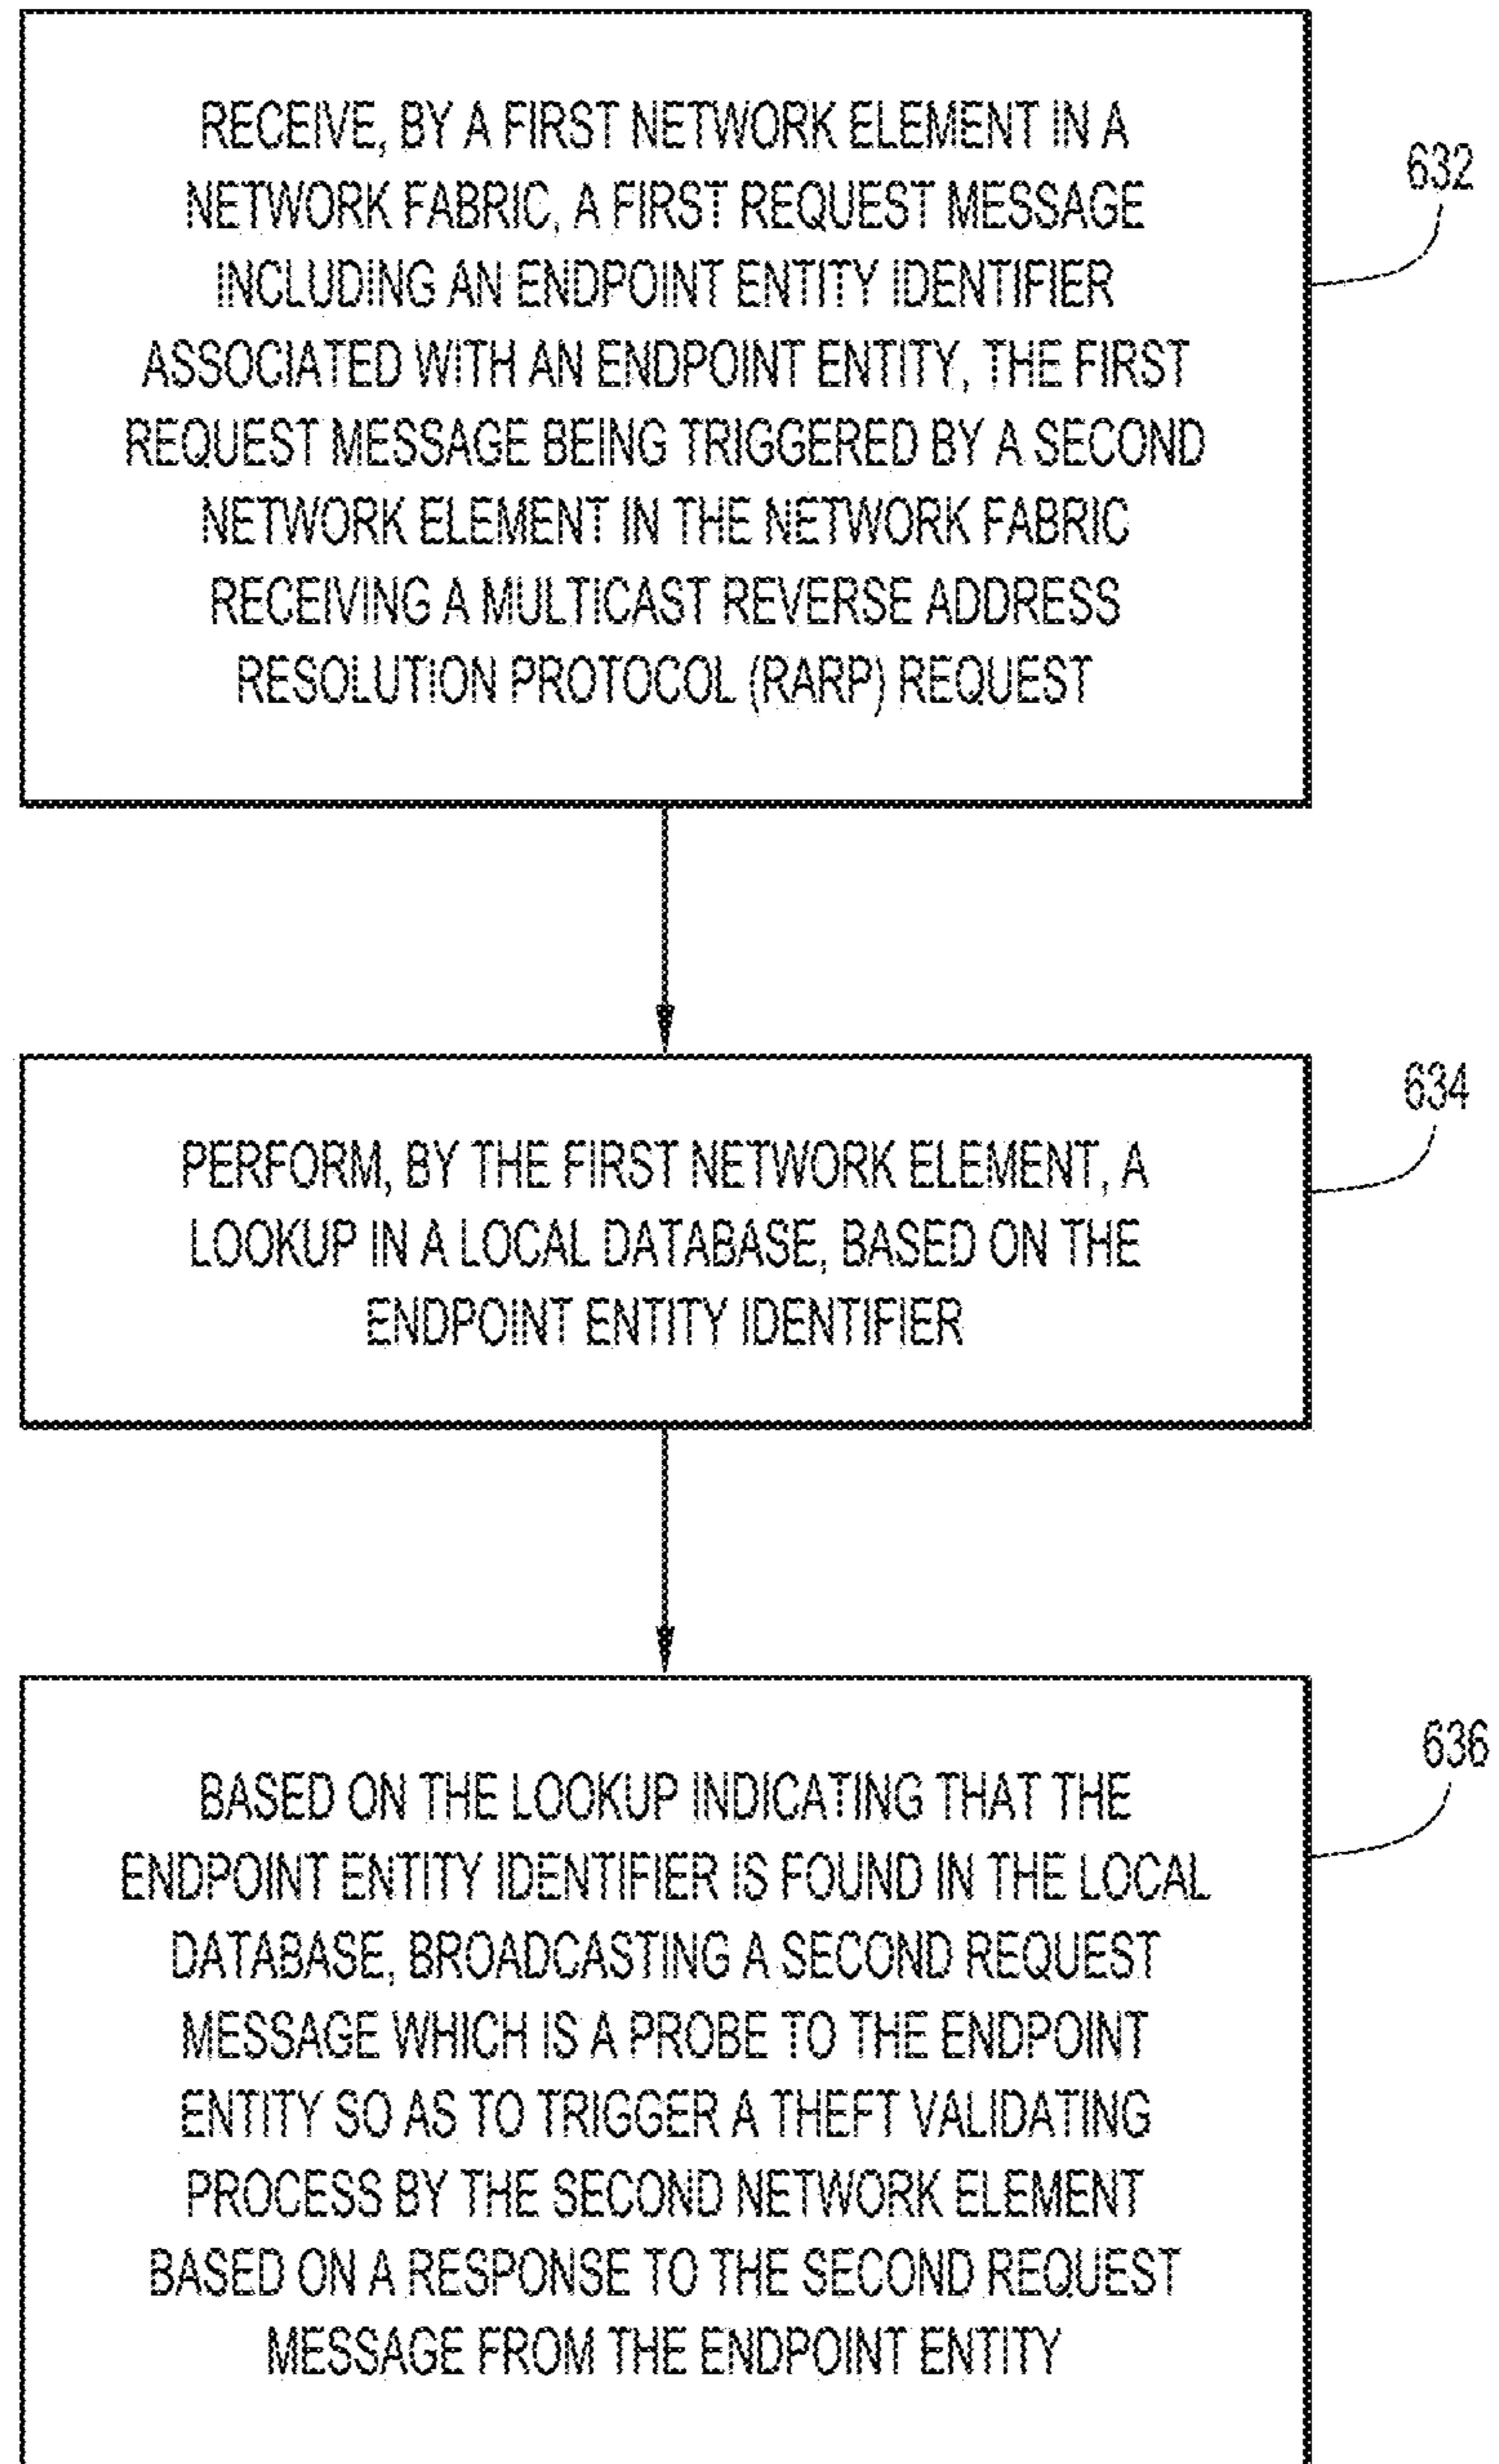 RECEIVE, BY A FIRST NETWORK ELEMENT IN A
NETWORK FABRIC, A FIRST REQUEST MESSAGE
INCLUDING AN ENDPOINT ENTITY IDENTIFIER
ASSOCIATED WITH AN ENDPOINT ENTITY, THE FIRST
REQUEST MESSAGE BEING TRIGGERED BY A SECOND
NETWORK ELEMENT IN THE NETWORK FABRIC
RECEIVING A MULTICAST REVERSE ADDRESS
RESOLUTION PROTOCOL (RARP) REQUEST
632
PERFORM, BY THE FIRST NETWORK ELEMENT, A
LOOKUP IN A LOCAL DATABASE, BASED ON THE
ENDPOINT ENTITY IDENTIFIER
634
BASED ON THE LOOKUP INDICATING THAT THE
ENDPOINT ENTITY IDENTIFIER IS FOUND IN THE LOCAL
DATABASE, BROADCASTING A SECOND REQUEST
MESSAGE WHICH IS A PROBE TO THE ENDPOINT
ENTITY SO AS TO TRIGGER A THEFT VALIDATING
PROCESS BY THE SECOND NETWORK ELEMENT
BASED ON A RESPONSE TO THE SECOND REQUEST
MESSAGE FROM THE ENDPOINT ENTITY
636